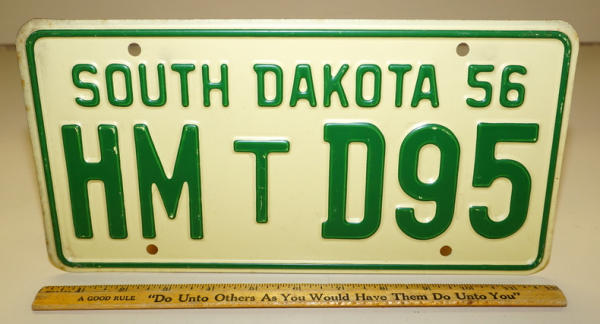 SOUTH DAKOTA 56
HM T D95
A GOOD RULE "Do Unto Others As You Would Have Them Do Unto You"